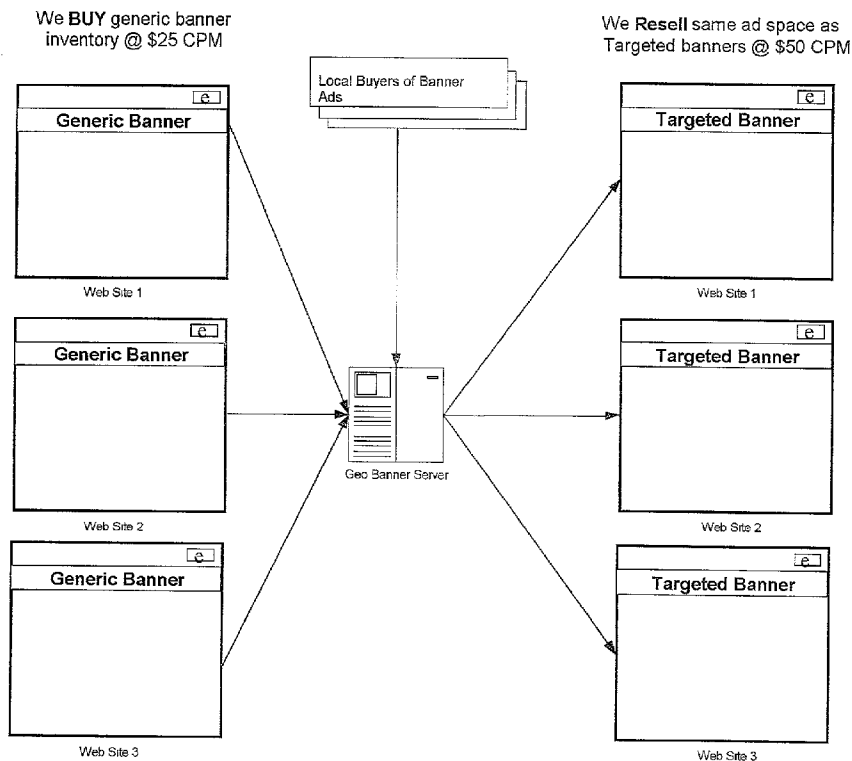 We BUY generic banner
inventory @ $25 CPM
We Resell same ad space as
Targeted banners @ $50 CPM
Local Buyers of Banner
Ads
e
Generic Banner
Web Site 1
e
Targeted Banner
Web Site 1
e
Generic Banner
Web Site 2
e
Targeted Banner
Web Site 2
Geo Banner Server
e
Generic Banner
Web Site 3
e
Targeted Banner
Web Site 3